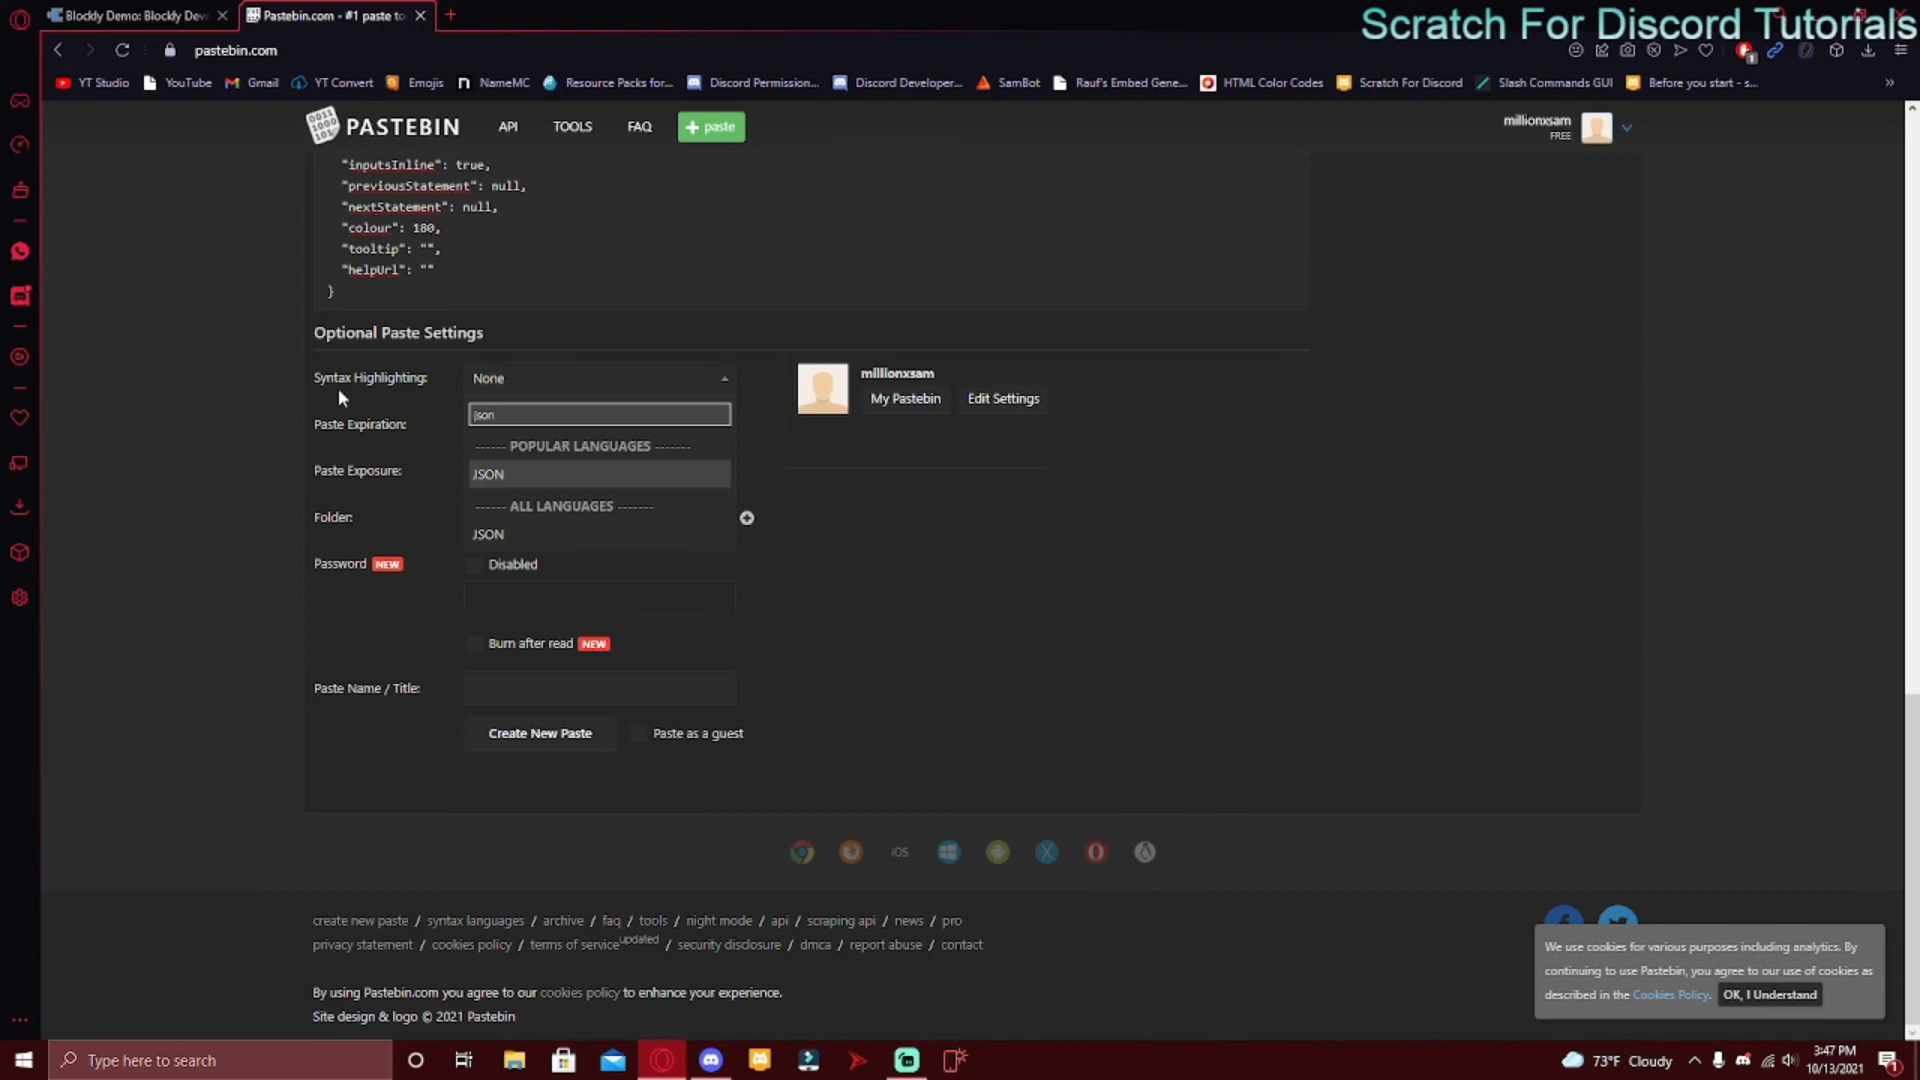 Blockly Demo: Blockly Dev
Pastebin.com - #1 paste to
Scratch For Discord Tutorials
pastebin.com
YT Studio
YouTube
Gmail
YT Convert
Emojis
NameMC
Resource Packs for...
Discord Permission...
Discord Developer...
SamBot
Rauf's Embed Gene...
HTML Color Codes
Scratch For Discord
Slash Commands GUI
Before you start - s...
PASTEBIN
API
TOOLS
FAQ
+ paste
millionxsam
FREE
"inputsInline": true,
"previousStatement": null,
"nextStatement": null,
"colour": 180,
"tooltip": "",
"helpUrl": ""
}
Optional Paste Settings
Syntax Highlighting:
None
json
------ POPULAR LANGUAGES -------
JSON
------ ALL LANGUAGES -------
JSON
Paste Expiration:
Paste Exposure:
Folder:
Password NEW
Disabled
Burn after read NEW
Paste Name / Title:
Create New Paste
Paste as a guest
millionxsam
My Pastebin
Edit Settings
iOS
create new paste / syntax languages / archive / faq / tools / night mode / api / scraping api / news / pro
privacy statement / cookies policy / terms of service updated / security disclosure / dmca / report abuse / contact
By using Pastebin.com you agree to our cookies policy to enhance your experience.
Site design & logo © 2021 Pastebin
We use cookies for various purposes including analytics. By
continuing to use Pastebin, you agree to our use of cookies as
described in the Cookies Policy. OK, I Understand
Type here to search
73°F Cloudy
3:47 PM
10/13/2021
1